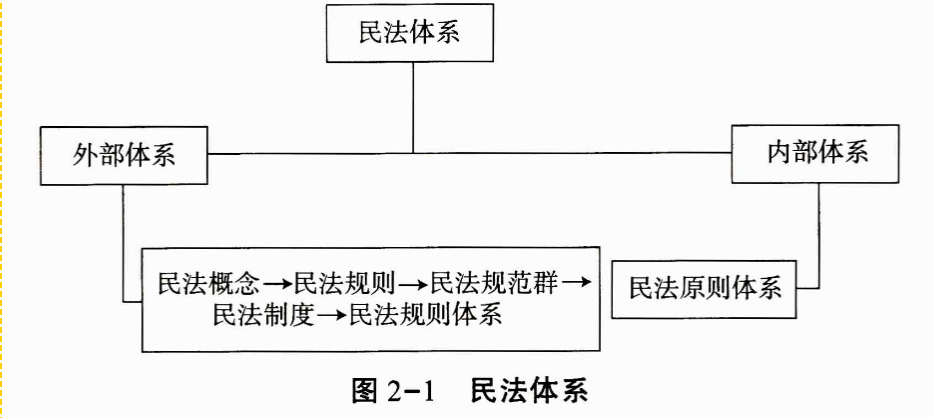 民法体系
外部体系
内部体系
民法概念→民法规则→民法规范群→
民法制度→民法规则体系
民法原则体系
图 2-1 民法体系